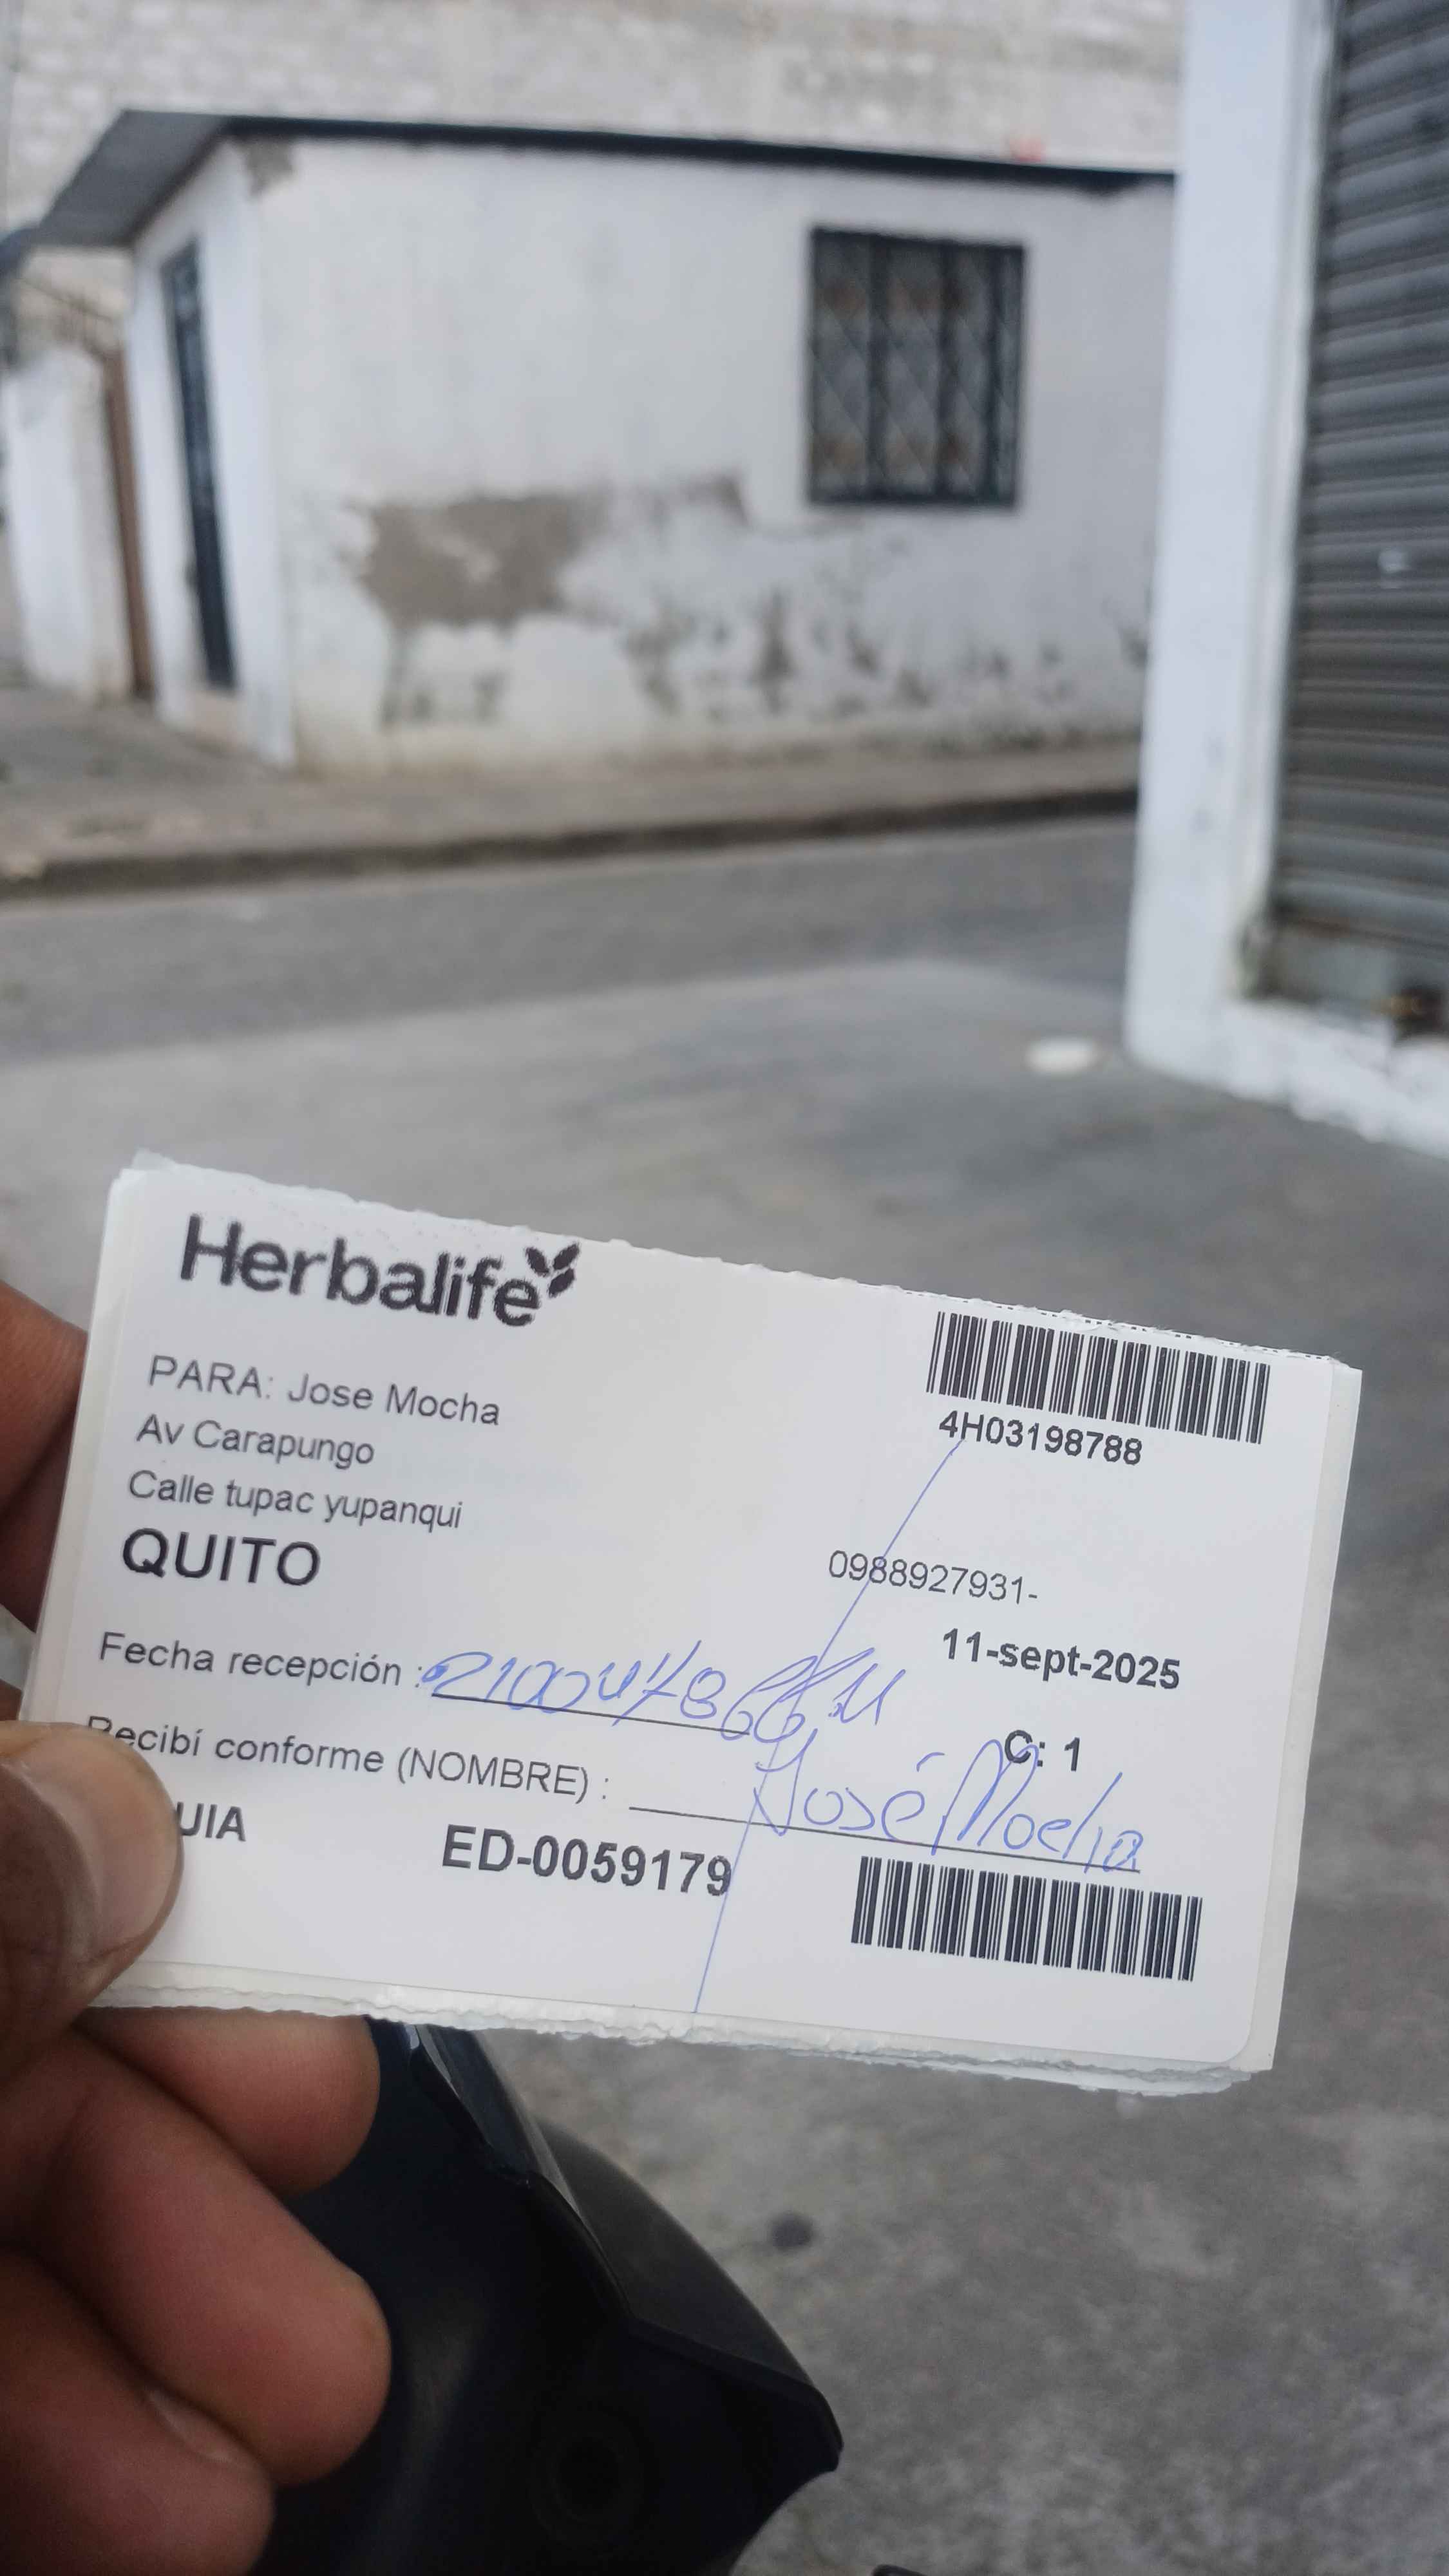 Herbalife
4H03198788
PARA: Jose Mocha
Av Carapungo
Calle tupac yupanqui
QUITO
0988927931-
11-sept-2025
Fecha recepción :
C: 1
Recibí conforme (NOMBRE) : José Mocha
UIA
ED-0059179